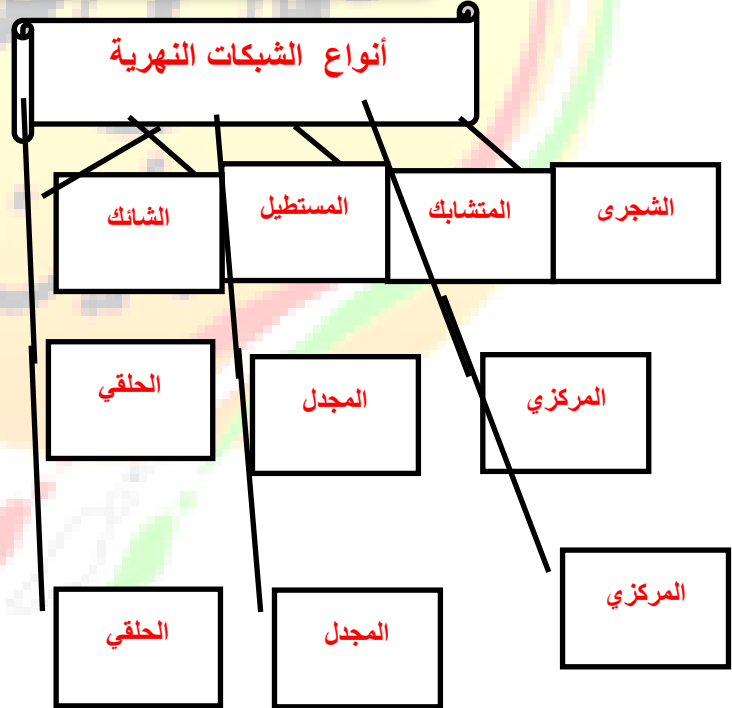 أنواع الشبكات النهرية
الشجرى
المتشابك
المستطيل
الشائك
المركزي
المجدل
الحلقي
المركزي
المجدل
الحلقي